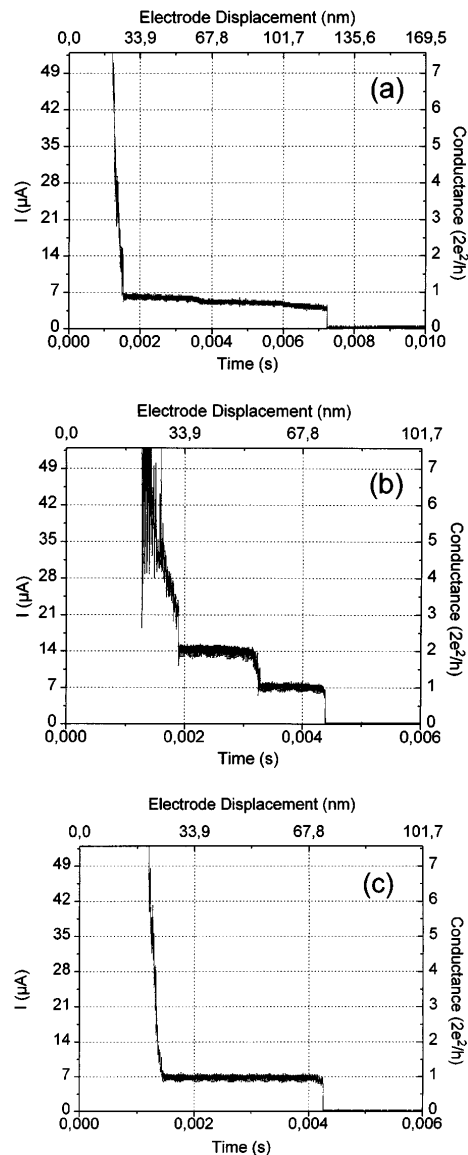 Electrode Displacement (nm)
0,0 33,9 67,8 101,7 135,6 169,5
(a)
49 42 35 28 21 14 7 0
I (µA)
7 6 5 4 3 2 1 0
Conductance (2e²/h)
0,000 0,002 0,004 0,006 0,008 0,010
Time (s)
Electrode Displacement (nm)
0,0 33,9 67,8 101,7
(b)
49 42 35 28 21 14 7 0
I (µA)
7 6 5 4 3 2 1 0
Conductance (2e²/h)
0,000 0,002 0,004 0,006
Time (s)
Electrode Displacement (nm)
0,0 33,9 67,8 101,7
(c)
49 42 35 28 21 14 7 0
I (µA)
7 6 5 4 3 2 1 0
Conductance (2e²/h)
0,000 0,002 0,004 0,006
Time (s)